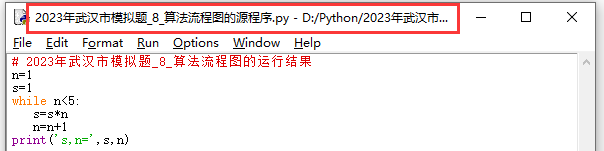 2023年武汉市模拟题_8_算法流程图的源程序.py - D:/Python/2023年武汉市...
File Edit Format Run Options Window Help
# 2023年武汉市模拟题_8_算法流程图的运行结果
n=1
s=1
while n<5:
    s=s*n
    n=n+1
print('s,n=',s,n)